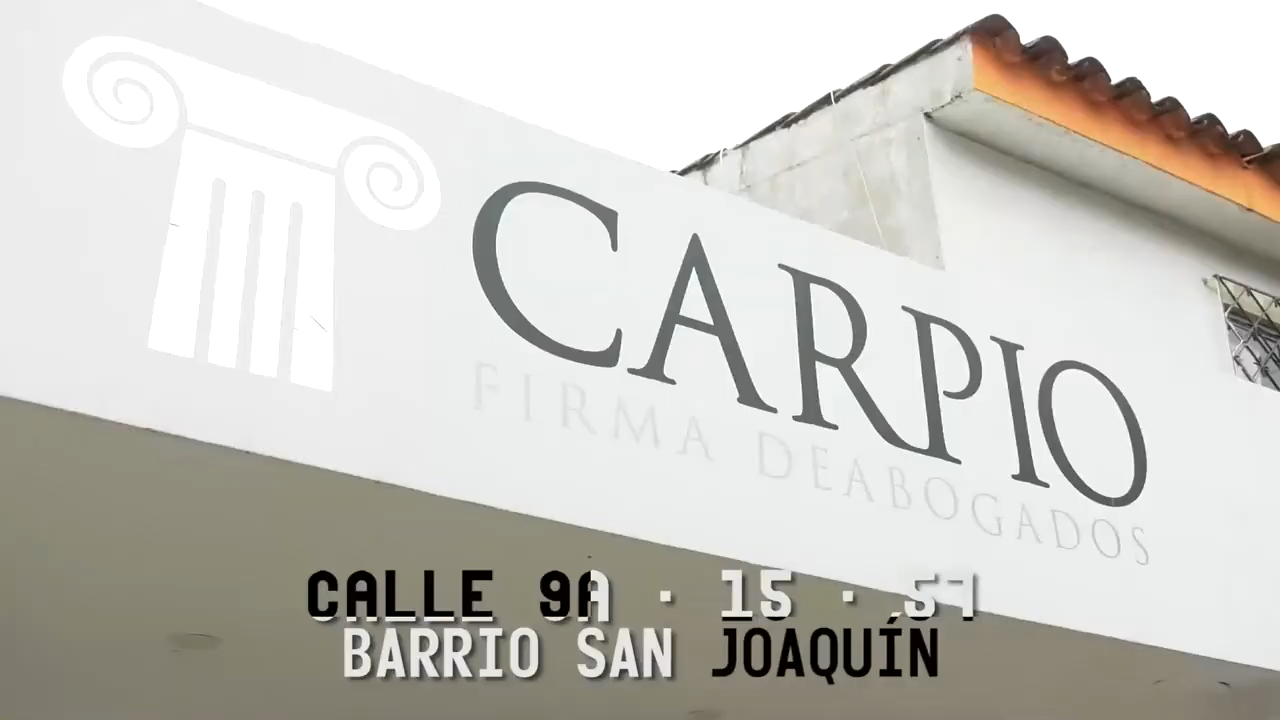 CARPIO
FIRMA DEABOGADOS
CALLE 9A · 15 · 57
BARRIO SAN JOAQUÍN